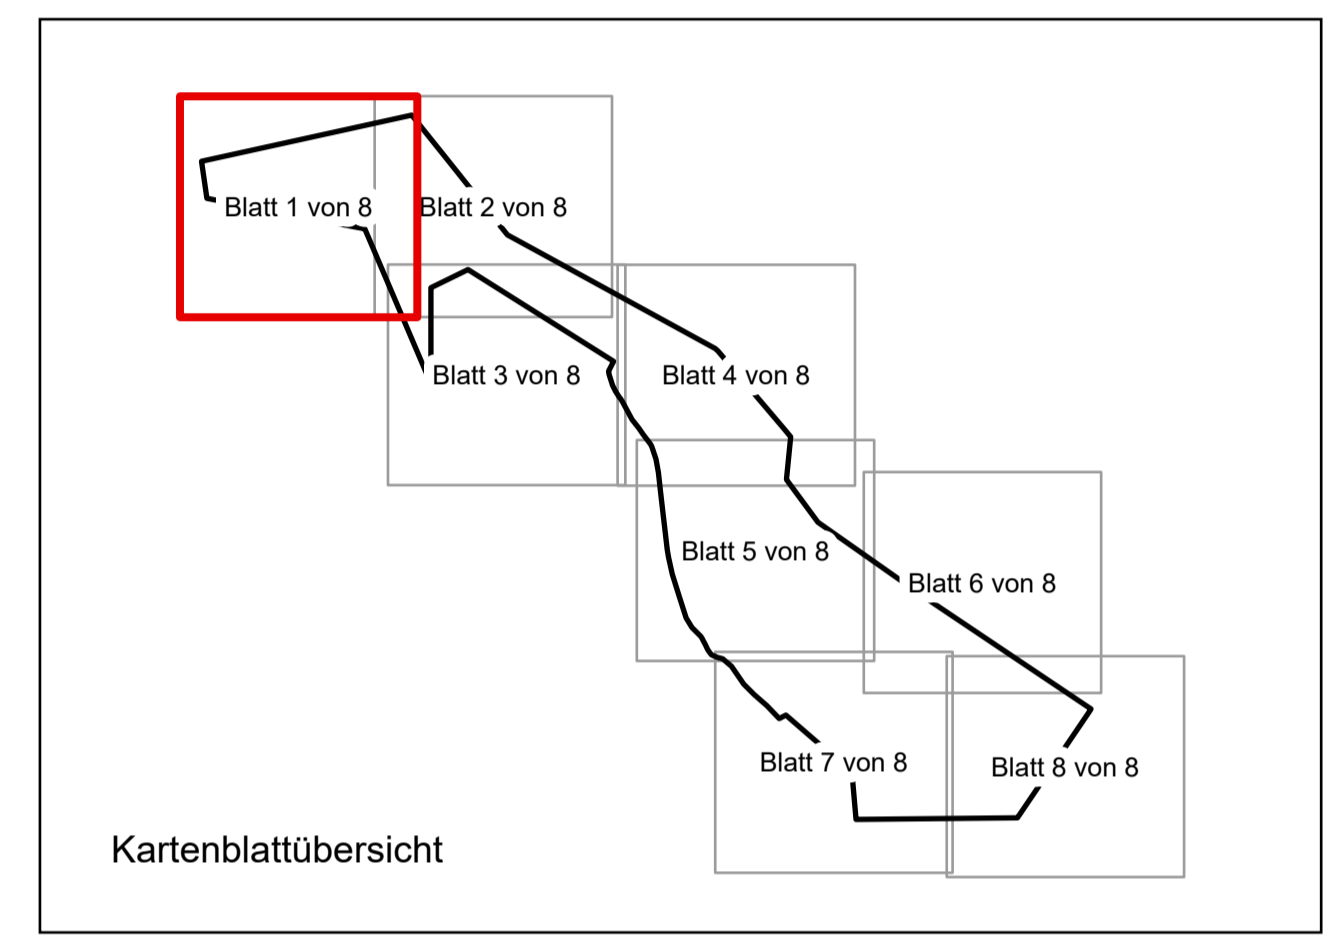 Blatt 1 von 8
Blatt 2 von 8
Blatt 3 von 8
Blatt 4 von 8
Blatt 5 von 8
Blatt 6 von 8
Blatt 7 von 8
Blatt 8 von 8
Kartenblattübersicht